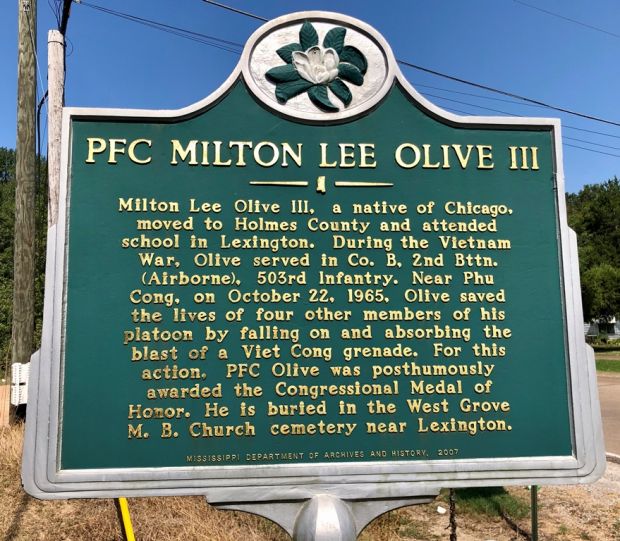 PFC MILTON LEE OLIVE III
Milton Lee Olive III, a native of Chicago,
moved to Holmes County and attended
school in Lexington. During the Vietnam
War, Olive served in Co. B, 2nd Bttn.
(Airborne), 503rd Infantry. Near Phu
Cong, on October 22, 1965, Olive saved
the lives of four other members of his
platoon by falling on and absorbing the
blast of a Viet Cong grenade. For this
action, PFC Olive was posthumously
awarded the Congressional Medal of
Honor. He is buried in the West Grove
M. B. Church cemetery near Lexington.
MISSISSIPPI DEPARTMENT OF ARCHIVES AND HISTORY, 2007